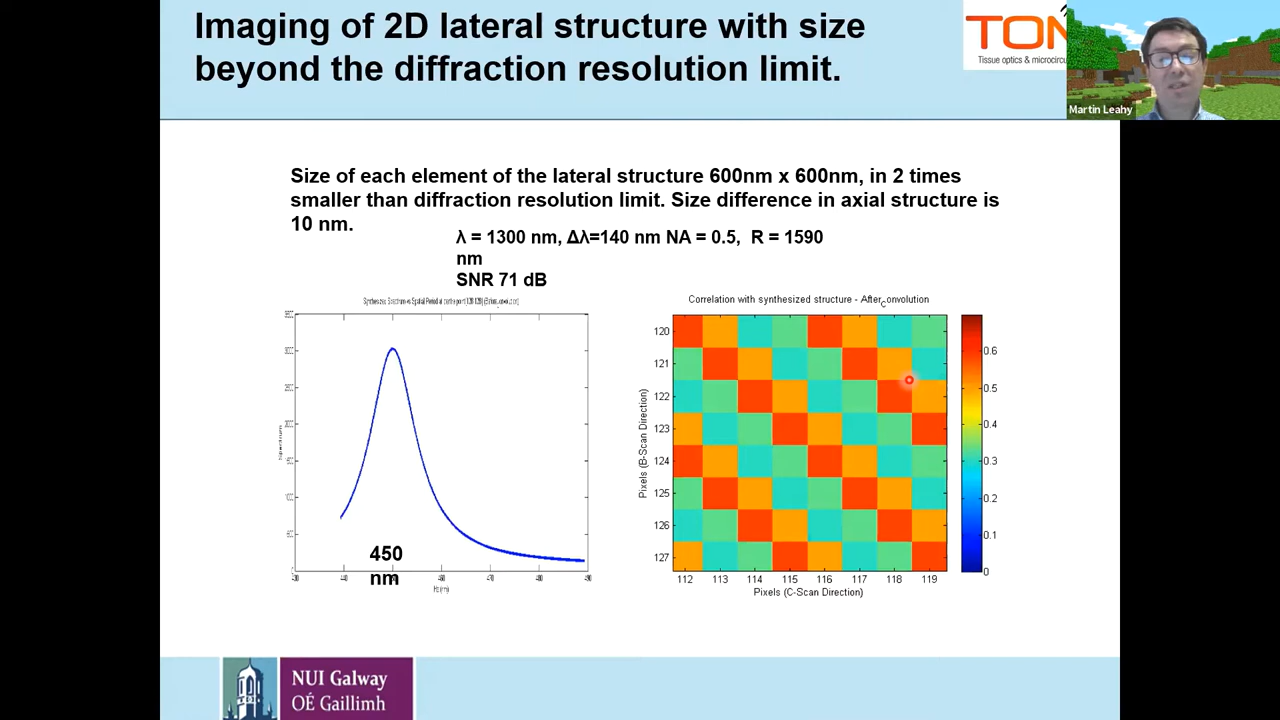 Imaging of 2D lateral structure with size
beyond the diffraction resolution limit.
TON
Tissue optics & microcircu
Martin Leahy
Size of each element of the lateral structure 600nm x 600nm, in 2 times
smaller than diffraction resolution limit. Size difference in axial structure is
10 nm.
λ = 1300 nm, Δλ=140 nm NA = 0.5, R = 1590
nm
SNR 71 dB
450
nm
Correlation with synthesized structure - AfterConvolution
120
121
122
123
124
125
126
127
Pixels (B-Scan Direction)
112 113 114 115 116 117 118 119
Pixels (C-Scan Direction)
0.6
0.5
0.4
0.3
0.2
0.1
0
NUI Galway
OÉ Gaillimh